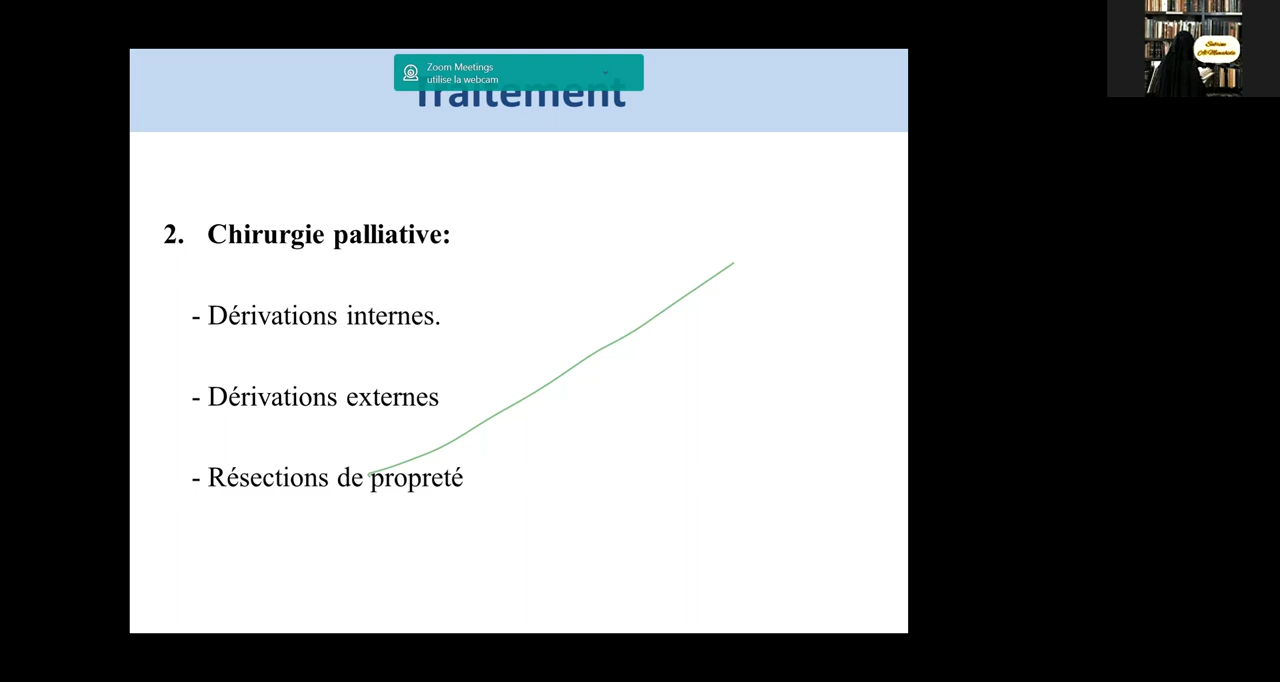 Zoom Meetings
utilise la webcam
Traitement
2. Chirurgie palliative:
- Dérivations internes.
- Dérivations externes
- Résections de propreté